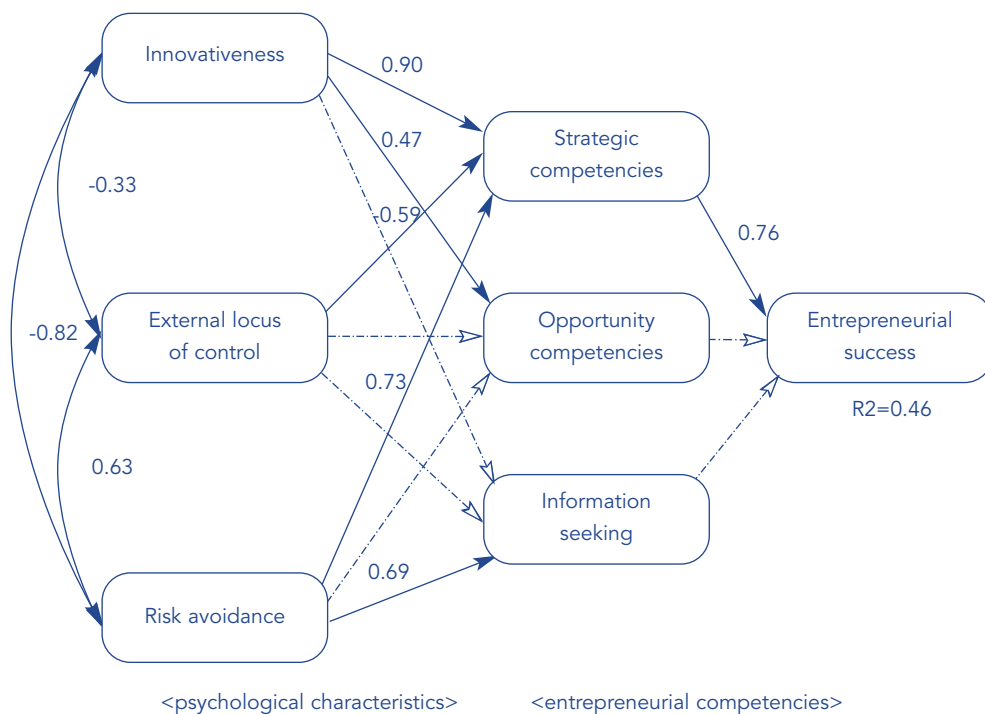 Innovativeness
0.90
Strategic
competencies
0.47
-0.33
-0.59
0.76
External locus
of control
Opportunity
competencies
Entrepreneurial
success
-0.82
0.73
R2=0.46
0.63
Information
seeking
0.69
Risk avoidance
<psychological characteristics>
<entrepreneurial competencies>